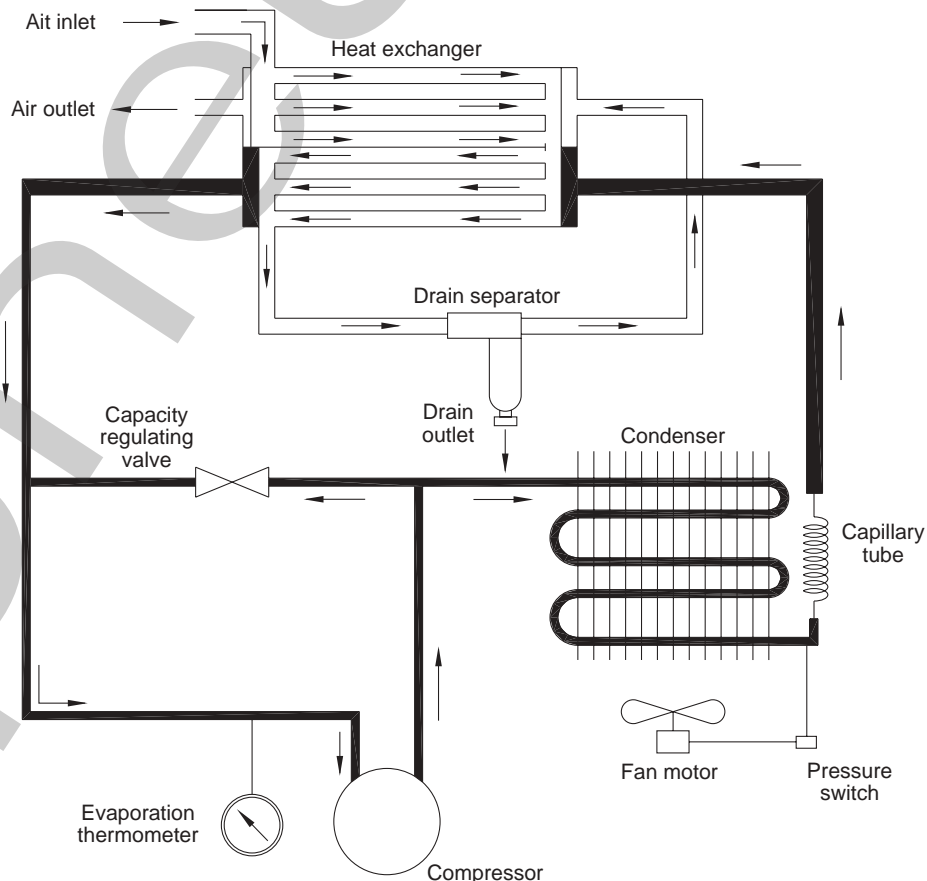 Ait inlet
Heat exchanger
Air outlet
Drain separator
Capacity
regulating
valve
Drain
outlet
Condenser
Capillary
tube
Fan motor
Pressure
switch
Evaporation
thermometer
Compressor